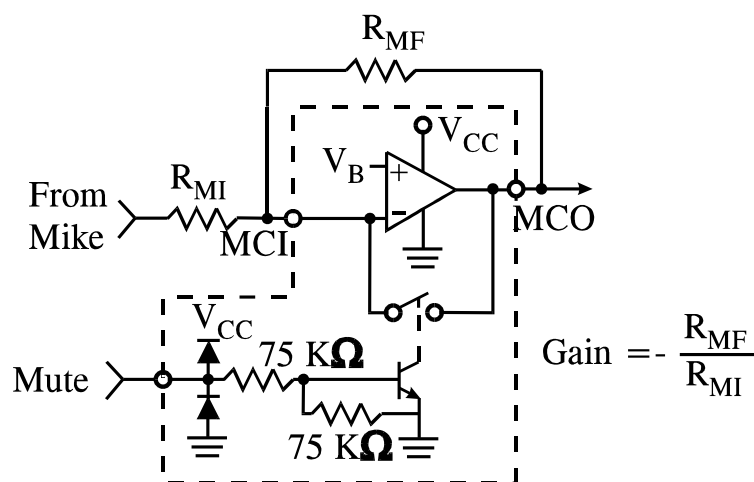 R_MF
V_CC
V_B
+
-
From
Mike
R_MI
MCI
MCO
V_CC
75 KΩ
Mute
75 KΩ
Gain = - R_MF
R_MI